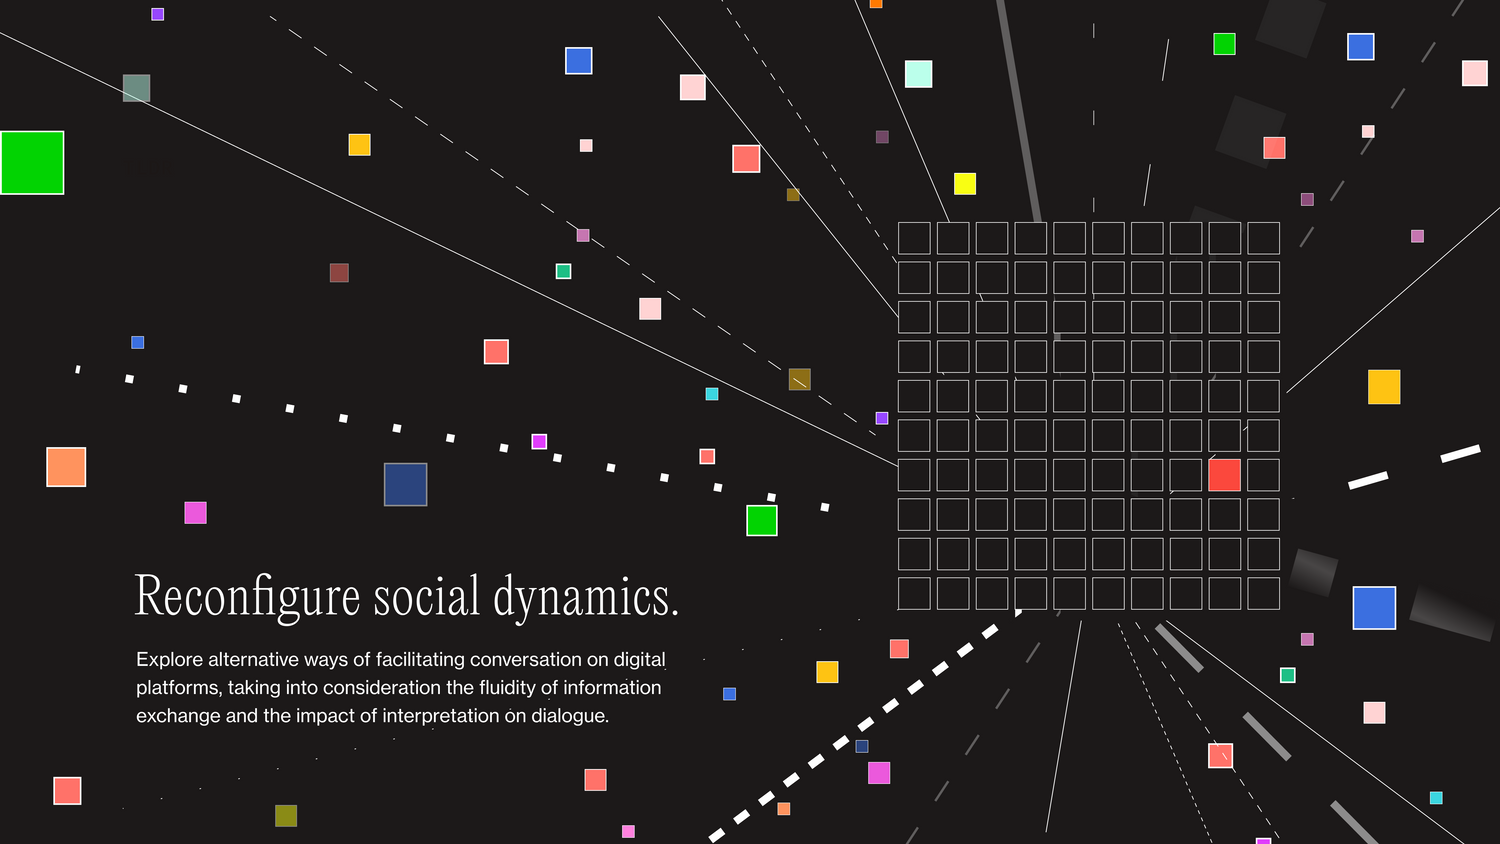 Reconfigure social dynamics.
Explore alternative ways of facilitating conversation on digital
platforms, taking into consideration the fluidity of information
exchange and the impact of interpretation on dialogue.